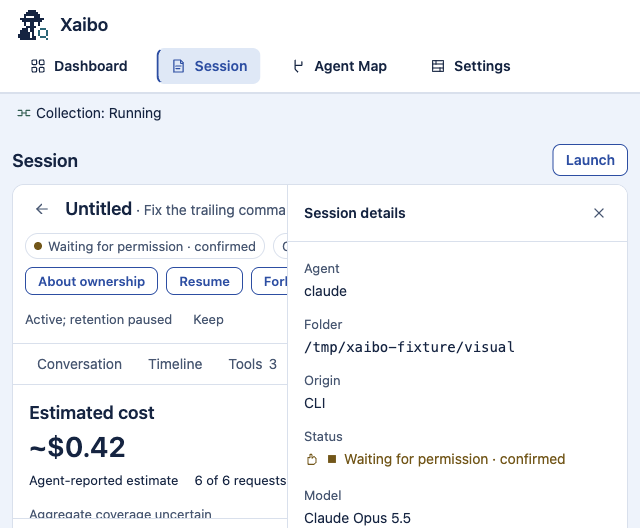 Xaibo
Dashboard
Session
Agent Map
Settings
Collection: Running
Session
Launch
Untitled · Fix the trailing comma
Waiting for permission · confirmed
About ownership
Resume
Active; retention paused
Keep
Conversation
Timeline
Tools 3
Estimated cost
~$0.42
Agent-reported estimate
6 of 6 requests
Aggregate coverage uncertain
Session details
Agent
claude
Folder
/tmp/xaibo-fixture/visual
Origin
CLI
Status
Waiting for permission · confirmed
Model
Claude Opus 5.5